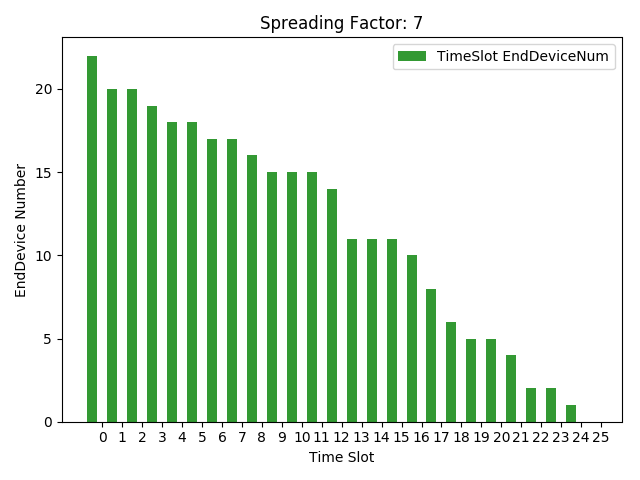 Spreading Factor: 7
TimeSlot EndDeviceNum
EndDevice Number
20
15
10
5
0
0 1 2 3 4 5 6 7 8 9 10 11 12 13 14 15 16 17 18 19 20 21 22 23 24 25
Time Slot